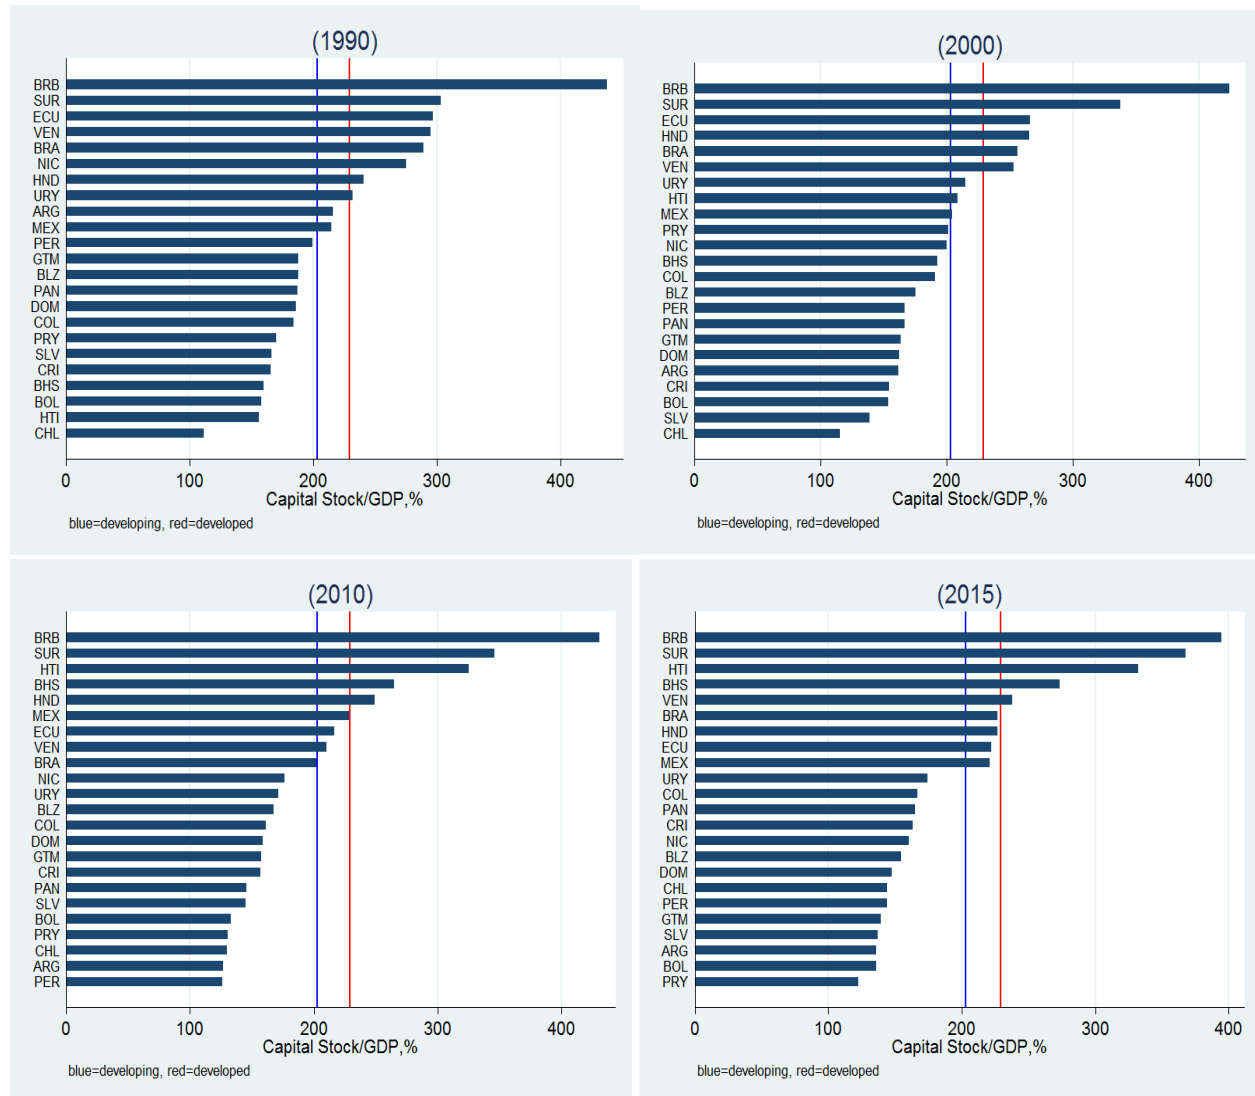 (1990)
BRB
SUR
ECU
VEN
BRA
NIC
HND
URY
ARG
MEX
PER
GTM
BLZ
PAN
DOM
COL
PRY
SLV
CRI
BHS
BOL
HTI
CHL
0 100 200 300 400
Capital Stock/GDP,%
blue=developing, red=developed
(2000)
BRB
SUR
ECU
HND
BRA
VEN
URY
HTI
MEX
PRY
NIC
BHS
COL
BLZ
PER
PAN
GTM
DOM
ARG
CRI
BOL
SLV
CHL
0 100 200 300 400
Capital Stock/GDP,%
blue=developing, red=developed
(2010)
BRB
SUR
HTI
BHS
HND
MEX
ECU
VEN
BRA
NIC
URY
BLZ
COL
DOM
GTM
CRI
PAN
SLV
BOL
PRY
CHL
ARG
PER
0 100 200 300 400
Capital Stock/GDP,%
blue=developing, red=developed
(2015)
BRB
SUR
HTI
BHS
VEN
BRA
HND
ECU
MEX
URY
COL
PAN
CRI
NIC
BLZ
DOM
CHL
PER
GTM
SLV
ARG
BOL
PRY
0 100 200 300 400
Capital Stock/GDP,%
blue=developing, red=developed